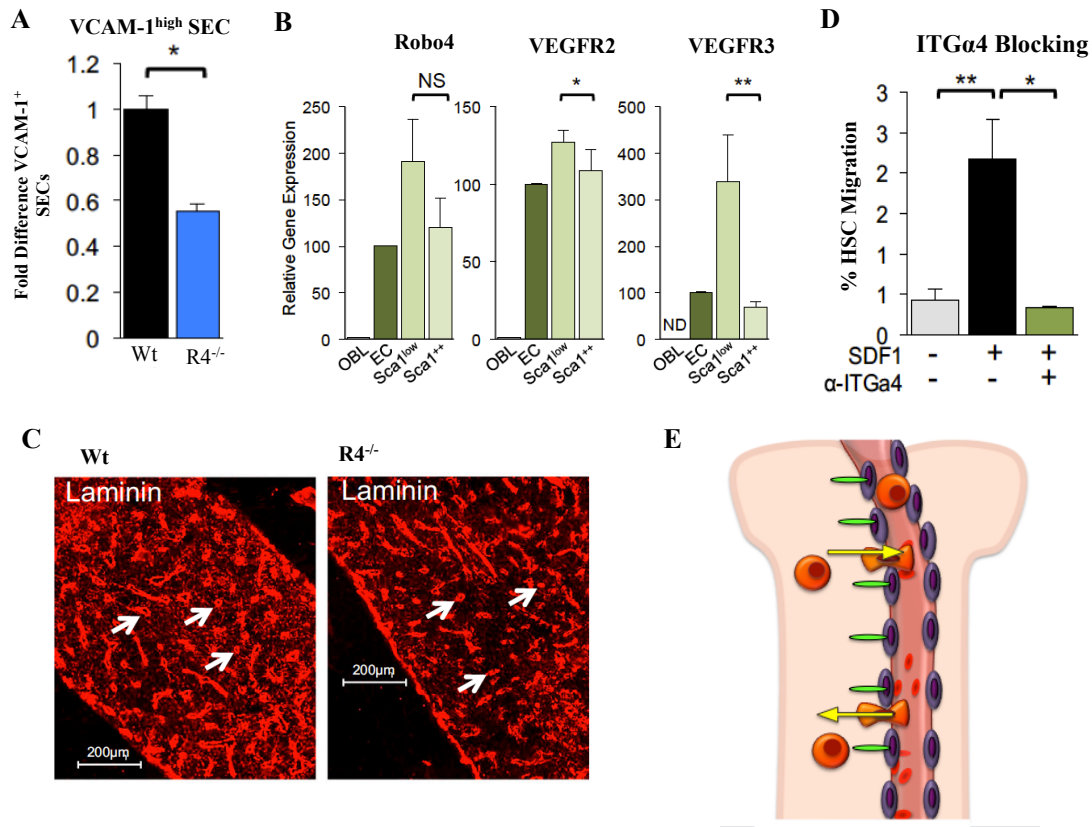 A
VCAM-1high SEC
*
Fold Difference VCAM-1+
SECs
1.2
1
0.8
0.6
0.4
0.2
0
Wt
R4-/-
B
Robo4
VEGFR2
VEGFR3
NS
*
**
Relative Gene Expression
250
200
150
100
50
0
150
100
50
0
500
400
300
200
100
0
ND
OBL
EC
Sca1low
Sca1++
OBL
EC
Sca1low
Sca1++
OBL
EC
Sca1low
Sca1++
D
ITGα4 Blocking
**
*
% HSC Migration
3
3
2
2
1
1
0
SDF1 - + +
α-ITGa4 - - +
C
Wt
R4-/-
Laminin
Laminin
200μm
200μm
E